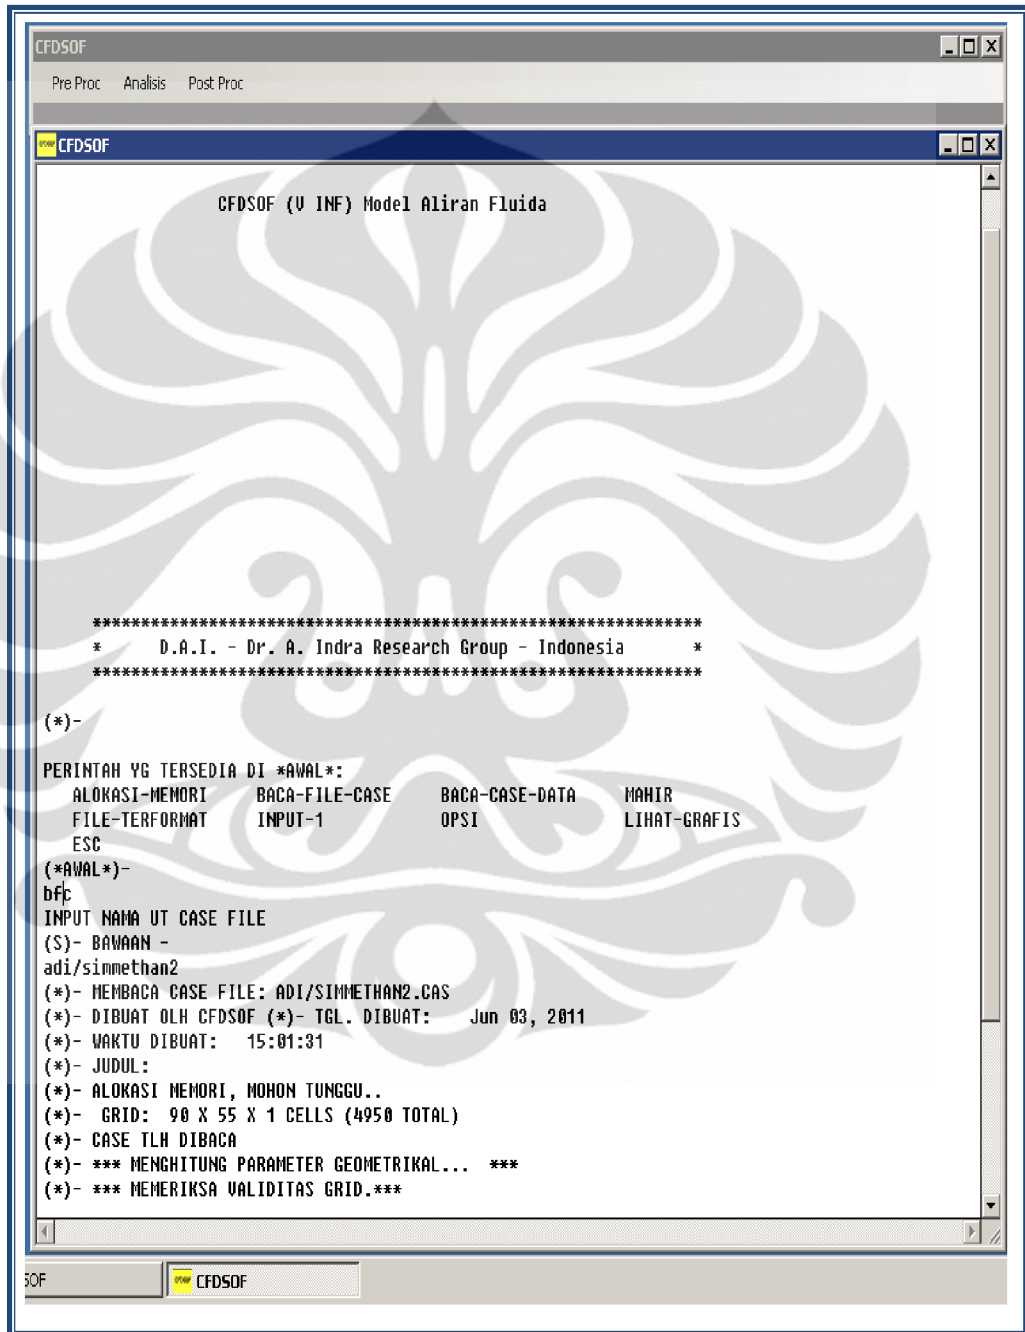 CFDSOF
Pre Proc Analisis Post Proc
CFDSOF
CFDSOF (V INF) Model Aliran Fluida
***************************************************************
* D.A.I. - Dr. A. Indra Research Group - Indonesia *
***************************************************************
(*)-
PERINTAH YG TERSEDIA DI *AWAL*:
ALOKASI-MEMORI BACA-FILE-CASE BACA-CASE-DATA MAHIR
FILE-TERFORMAT INPUT-1 OPSI LIHAT-GRAFIS
ESC
(*AWAL*)-
bfc
INPUT NAMA UT CASE FILE
(S)- BAWAAN -
adi/simmethan2
(*)- MEMBACA CASE FILE: ADI/SIMMETHAN2.CAS
(*)- DIBUAT OLH CFDSOF (*)- TGL. DIBUAT: Jun 03, 2011
(*)- WAKTU DIBUAT: 15:01:31
(*)- JUDUL:
(*)- ALOKASI MEMORI, MOHON TUNGGU..
(*)- GRID: 90 X 55 X 1 CELLS (4950 TOTAL)
(*)- CASE TLH DIBACA
(*)- *** MENGHITUNG PARAMETER GEOMETRIKAL... ***
(*)- *** MEMERIKSA VALIDITAS GRID.***
SOF CFDSOF